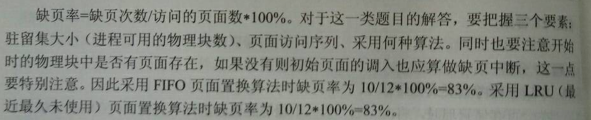 缺页率=缺页次数/访问的页面数*100%。对于这一类题目的解答，要把握三个要素：
驻留集大小（进程可用的物理块数）、页面访问序列、采用何种算法。同时也要注意开始
时的物理块中是否有页面存在，如果没有则初始页面的调入也应算做缺页中断，这一点
要特别注意。因此采用 FIFO 页面置换算法时缺页率为 10/12*100%=83%。采用 LRU（最
近最久未使用）页面置换算法时缺页率为 10/12*100%=83%。